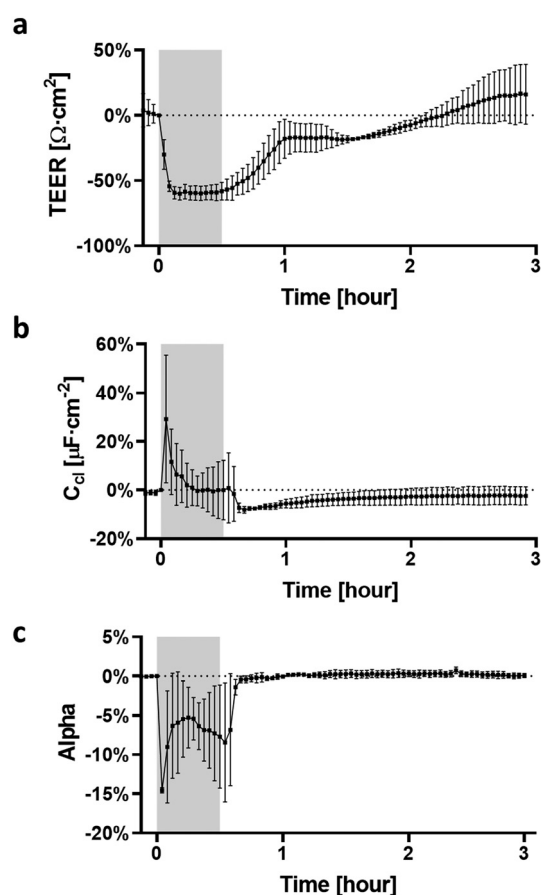 a
50%
0%
-50%
-100%
TEER [Ω·cm²]
0 1 2 3
Time [hour]
b
60%
40%
20%
0%
-20%
C_cl [µF·cm⁻²]
0 1 2 3
Time [hour]
c
5%
0%
-5%
-10%
-15%
-20%
Alpha
0 1 2 3
Time [hour]